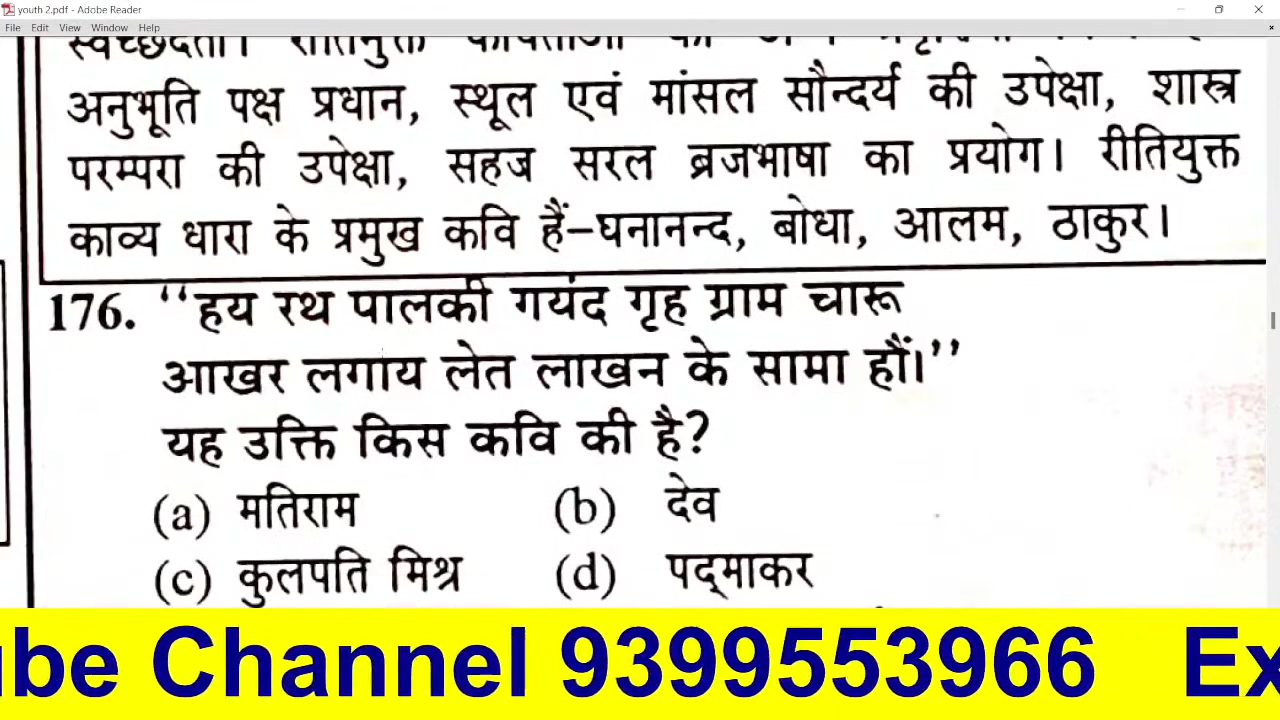 youth 2.pdf - Adobe Reader
File Edit View Window Help
अनुभूति पक्ष प्रधान, स्थूल एवं मांसल सौन्दर्य की उपेक्षा, शास्त्र
परम्परा की उपेक्षा, सहज सरल ब्रजभाषा का प्रयोग। रीतियुक्त
काव्य धारा के प्रमुख कवि हैं–घनानन्द, बोधा, आलम, ठाकुर।
176. ‘‘हय रथ पालकी गयंद गृह ग्राम चारू
आखर लगाय लेत लाखन के सामा हौं।’’
यह उक्ति किस कवि की है?
(a) मतिराम (b) देव
(c) कुलपति मिश्र (d) पद्माकर
ube Channel 9399553966 Ex